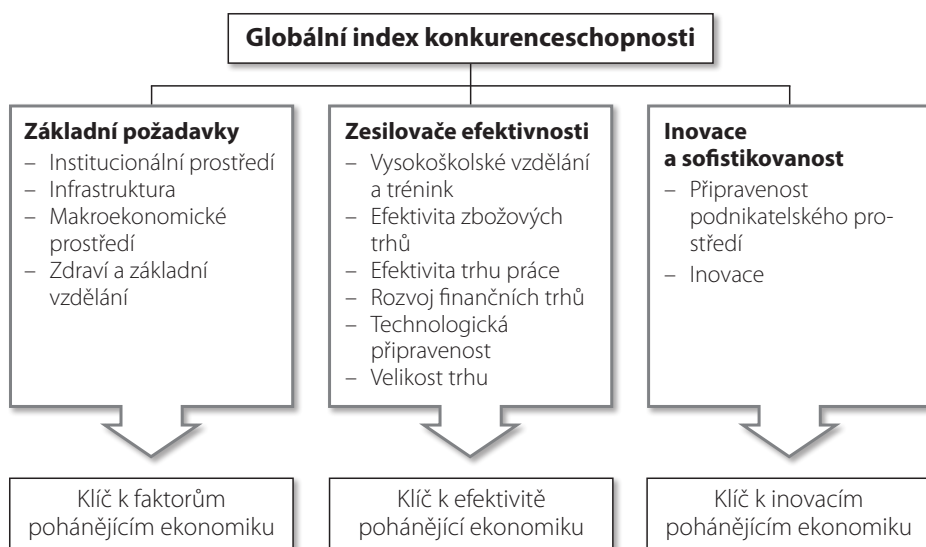 Globální index konkurenceschopnosti
Základní požadavky
– Institucionální prostředí
– Infrastruktura
– Makroekonomické
prostředí
– Zdraví a základní
vzdělání
Zesilovače efektivnosti
– Vysokoškolské vzdělání
a trénink
– Efektivita zbožových
trhů
– Efektivita trhu práce
– Rozvoj finančních trhů
– Technologická
připravenost
– Velikost trhu
Inovace
a sofistikovanost
– Připravenost
podnikatelského pro-
středí
– Inovace
Klíč k faktorům
pohánějícím ekonomiku
Klíč k efektivitě
pohánějící ekonomiku
Klíč k inovacím
pohánějícím ekonomiku